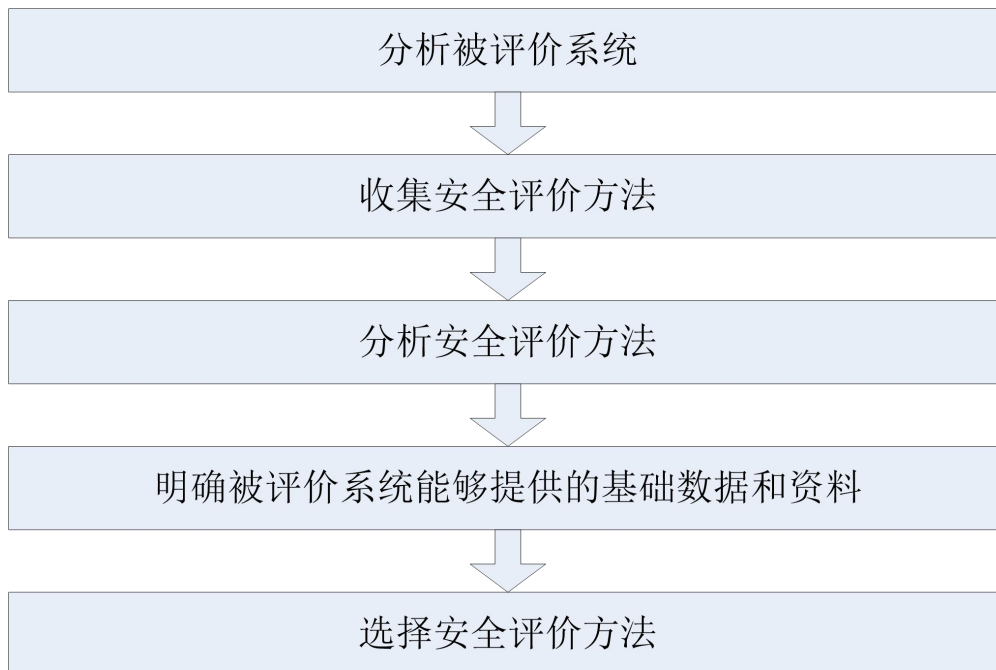 分析被评价系统
收集安全评价方法
分析安全评价方法
明确被评价系统能够提供的基础数据和资料
选择安全评价方法